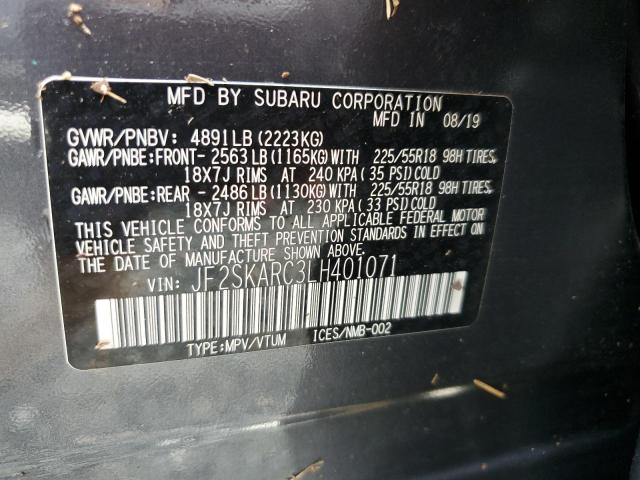 MFD BY SUBARU CORPORATION
MFD IN 08/19
GVWR/PNBV: 4891LB (2223KG)
GAWR/PNBE:FRONT- 2563LB (1165KG) WITH 225/55R18 98H TIRES,
18X7J RIMS AT 240 KPA (35 PSI) COLD
GAWR/PNBE:REAR - 2486LB (1130KG) WITH 225/55R18 98H TIRES,
18X7J RIMS AT 230 KPA (33 PSI) COLD
THIS VEHICLE CONFORMS TO ALL APPLICABLE FEDERAL MOTOR
VEHICLE SAFETY AND THEFT PREVENTION STANDARDS IN EFFECT ON
THE DATE OF MANUFACTURE SHOWN ABOVE.
VIN: JF2SKARC3LH401071
TYPE:MPV/VTUM ICES/NMB-002